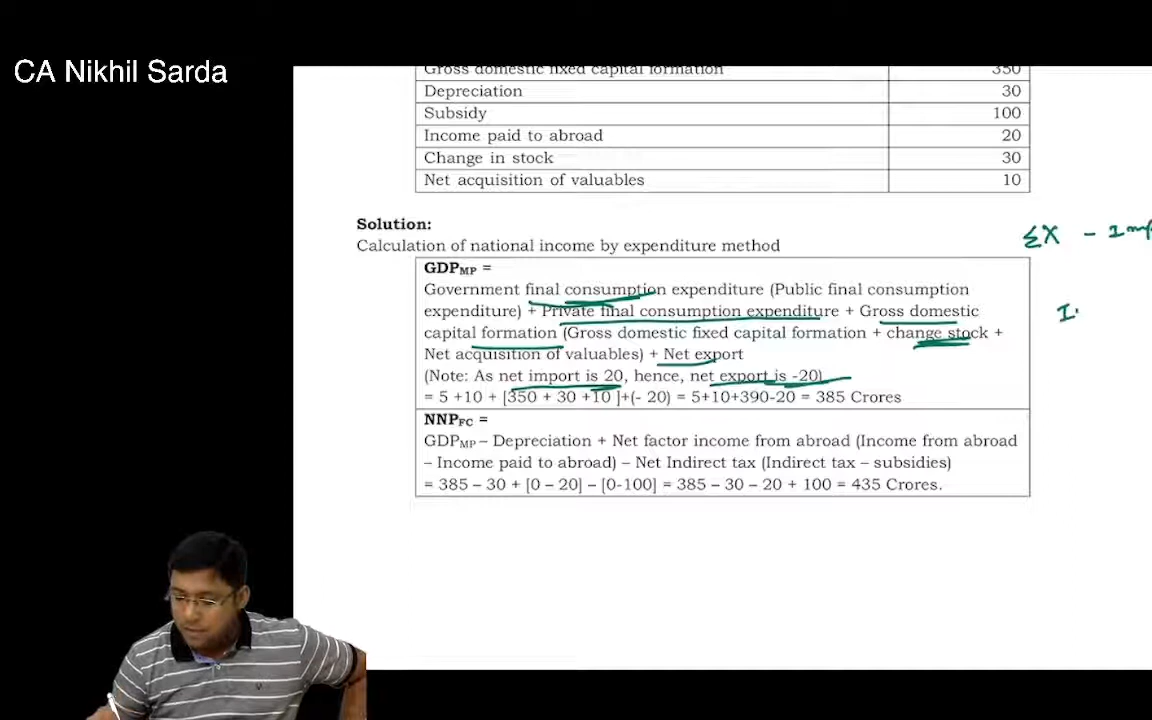 CA Nikhil Sarda
Gross domestic fixed capital formation 350
Depreciation 30
Subsidy 100
Income paid to abroad 20
Change in stock 30
Net acquisition of valuables 10
Solution:
Calculation of national income by expenditure method
ΣX - Imp
GDPMP =
Government final consumption expenditure (Public final consumption
expenditure) + Private final consumption expenditure + Gross domestic
I
capital formation (Gross domestic fixed capital formation + change stock +
Net acquisition of valuables) + Net export
(Note: As net import is 20, hence, net export is -20)
= 5 +10 + [350 + 30 +10 ]+(- 20) = 5+10+390-20 = 385 Crores
NNPFC =
GDPMP – Depreciation + Net factor income from abroad (Income from abroad
– Income paid to abroad) – Net Indirect tax (Indirect tax – subsidies)
= 385 – 30 + [0 – 20] – [0-100] = 385 – 30 – 20 + 100 = 435 Crores.